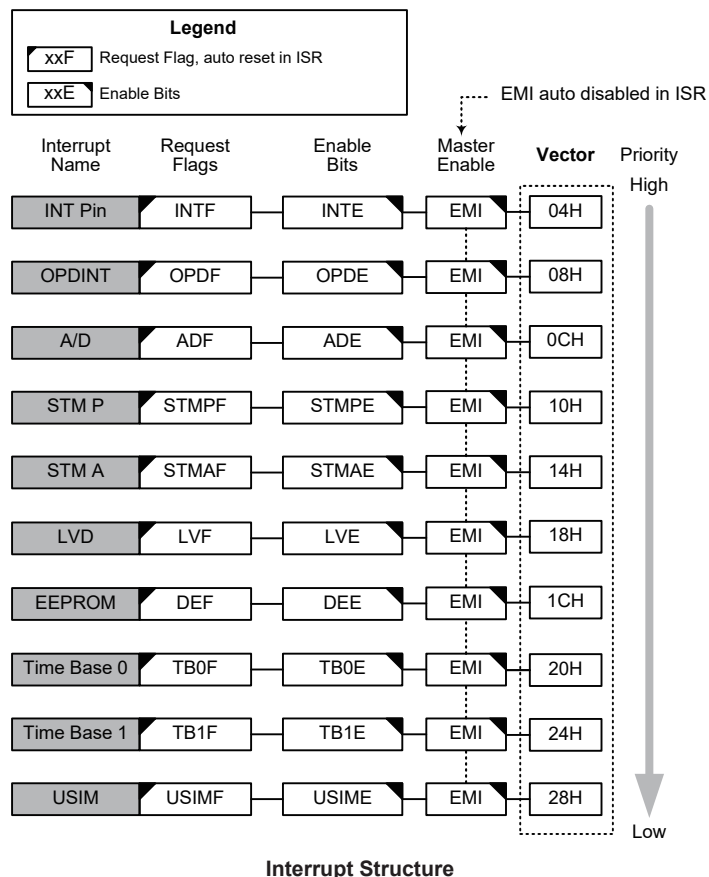 Legend
xxF Request Flag, auto reset in ISR
xxE Enable Bits
EMI auto disabled in ISR
Interrupt Name Request Flags Enable Bits Master Enable Vector Priority
High
INT Pin INTF INTE EMI 04H
OPDINT OPDF OPDE EMI 08H
A/D ADF ADE EMI 0CH
STM P STMPF STMPE EMI 10H
STM A STMAF STMAE EMI 14H
LVD LVF LVE EMI 18H
EEPROM DEF DEE EMI 1CH
Time Base 0 TB0F TB0E EMI 20H
Time Base 1 TB1F TB1E EMI 24H
USIM USIMF USIME EMI 28H
Low
Interrupt Structure